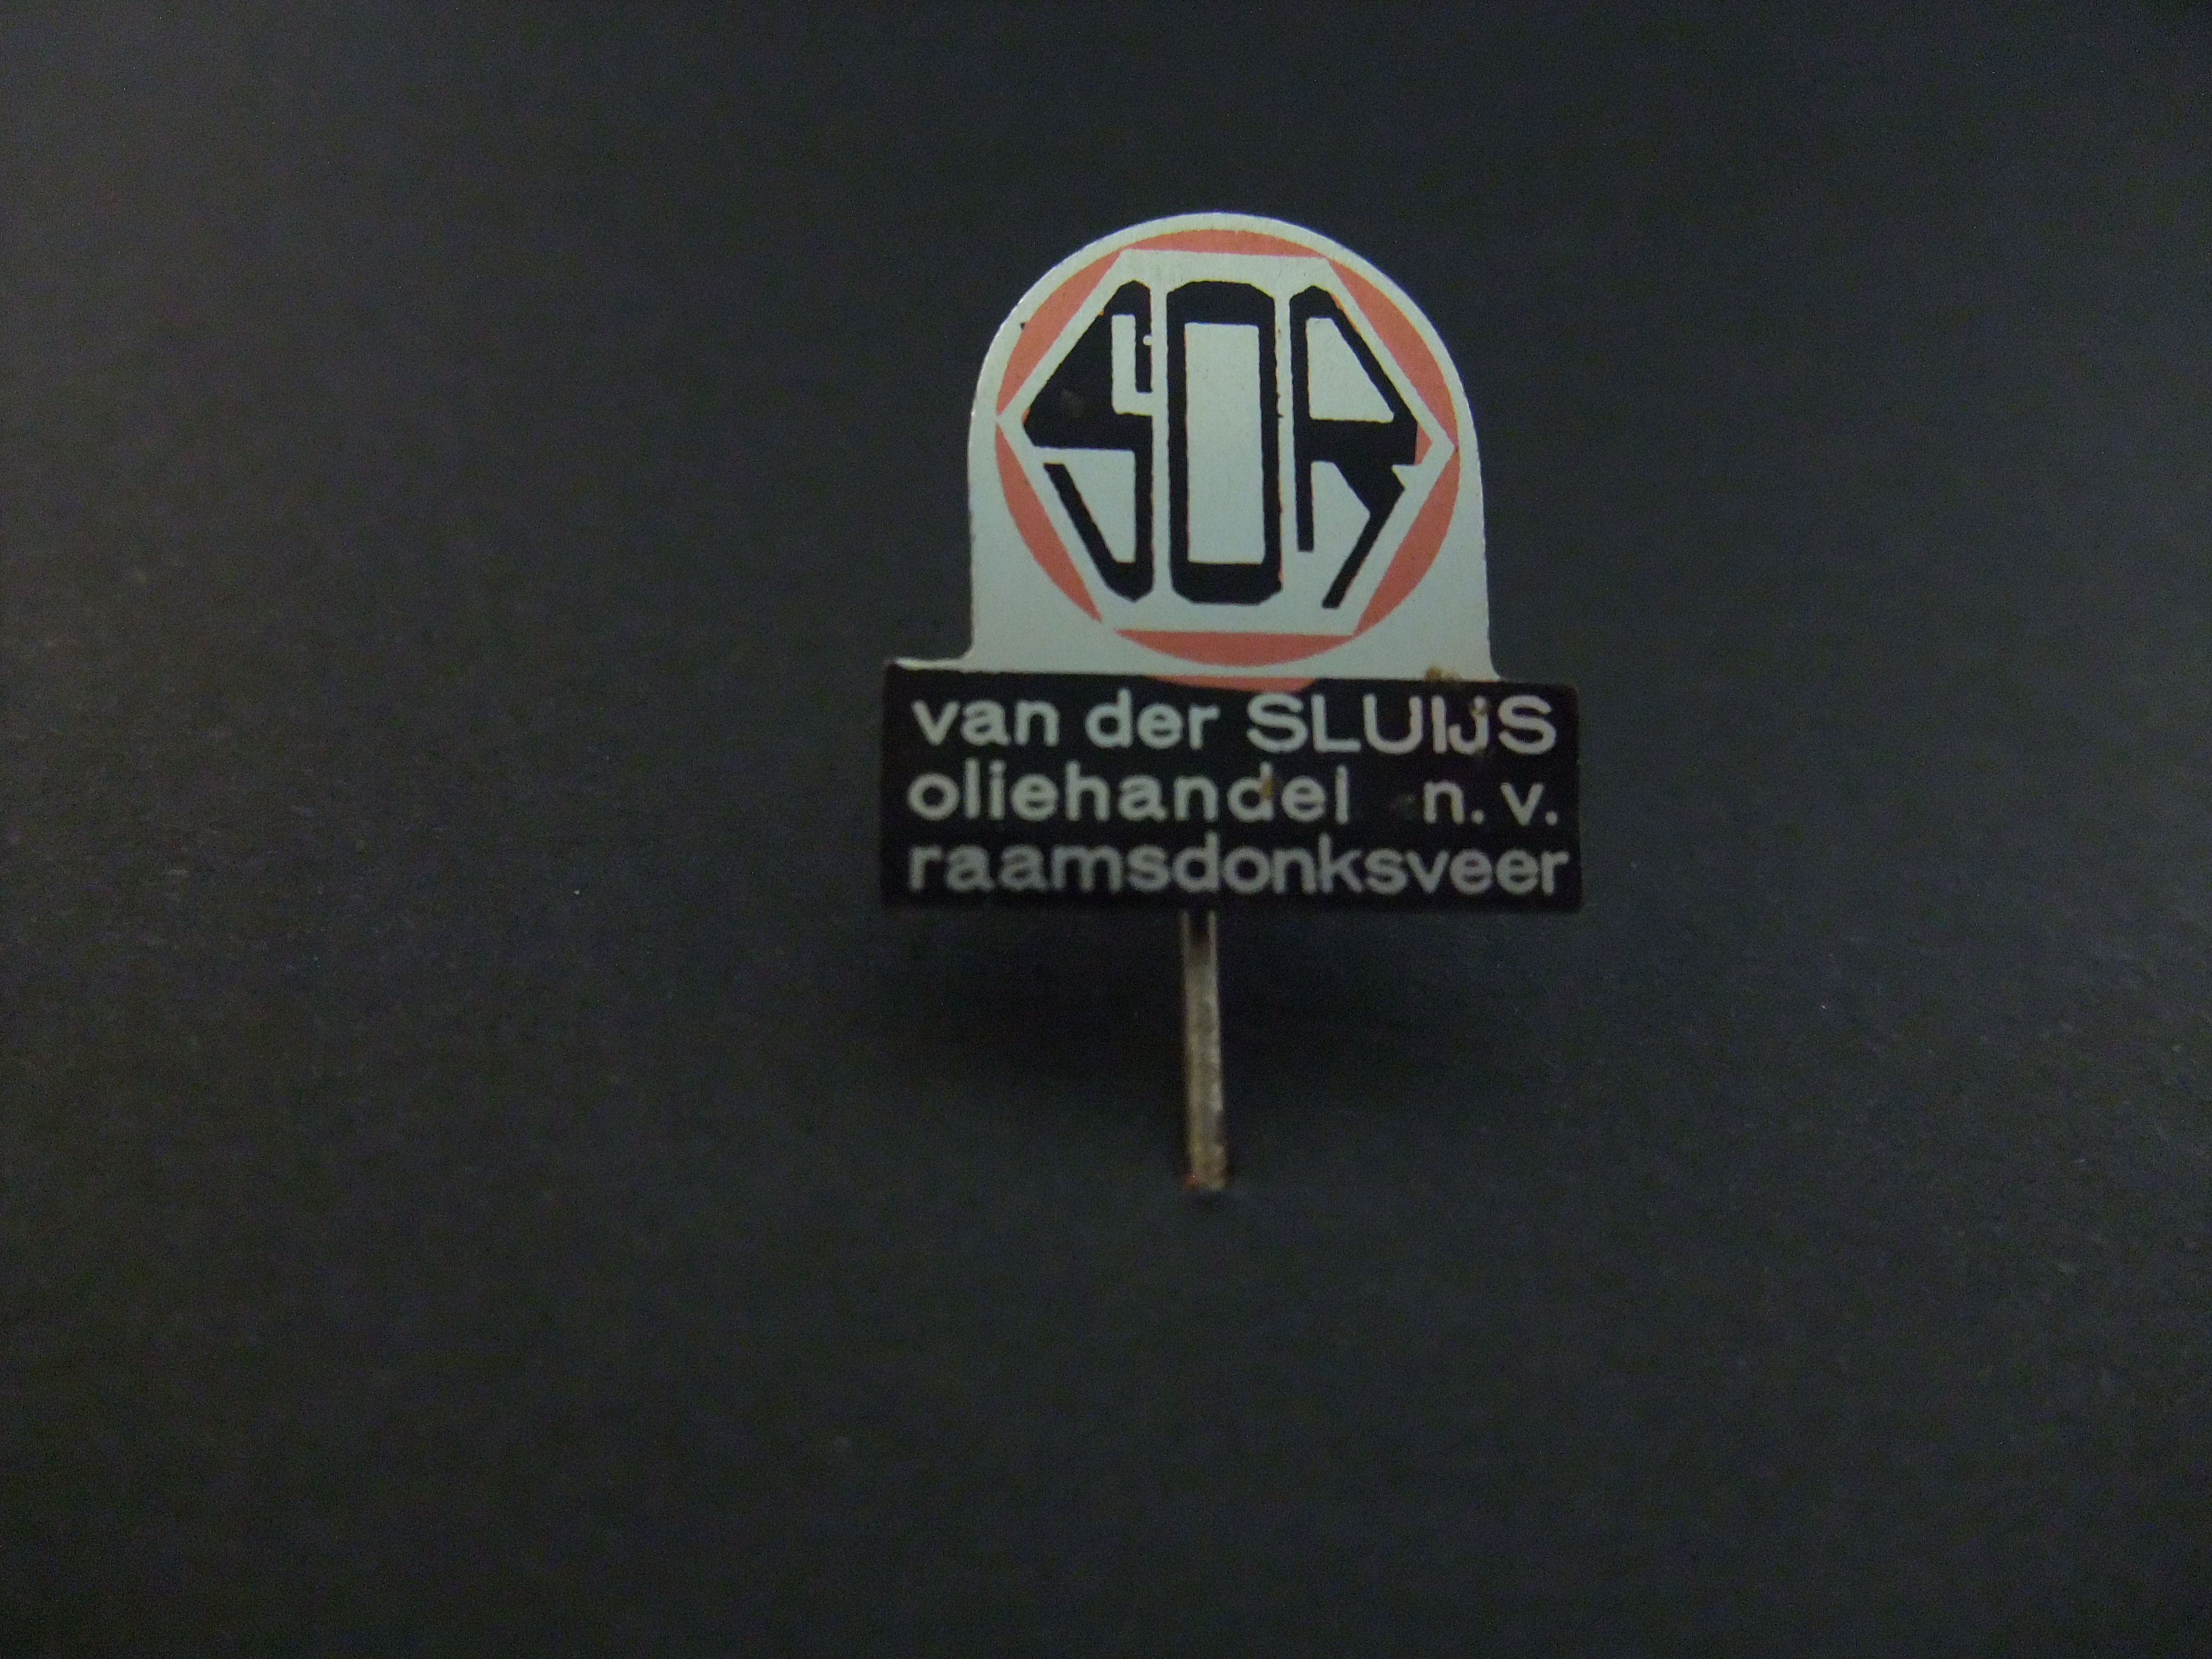 SOR
van der SLUIJS
oliehandel n.v.
raamsdonksveer